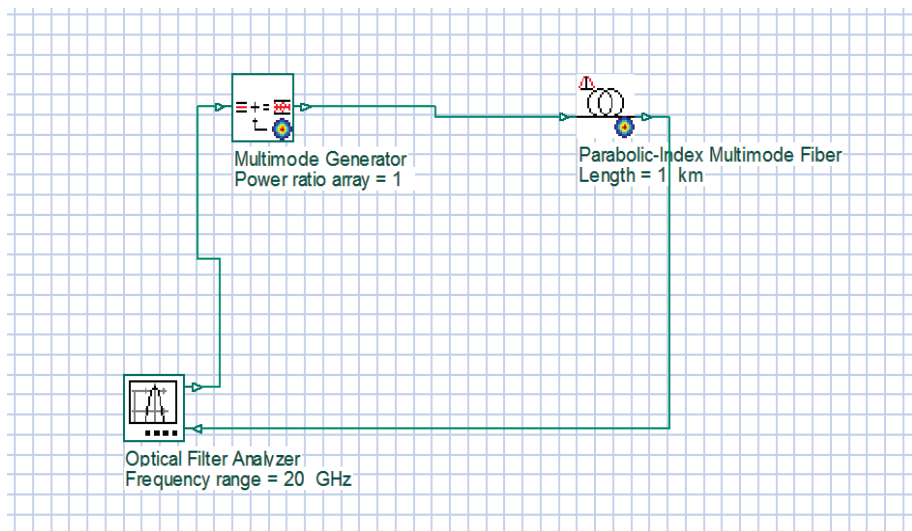 Multimode Generator
Power ratio array = 1
Parabolic-Index Multimode Fiber
Length = 1 km
Optical Filter Analyzer
Frequency range = 20 GHz